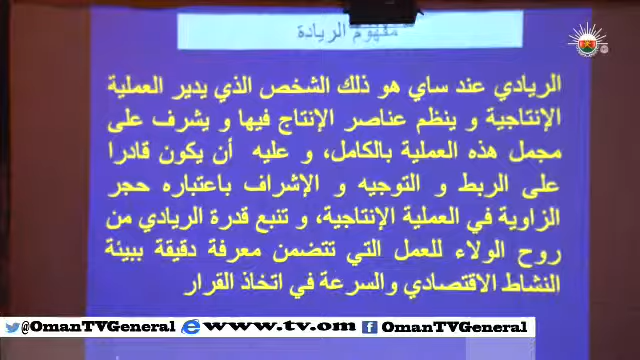 مفهوم الريادة
الريادي عند ساي هو ذلك الشخص الذي يدير العملية
الإنتاجية و ينظم عناصر الإنتاج فيها و يشرف على
مجمل هذه العملية بالكامل، و عليه أن يكون قادرا
على الربط و التوجيه و الإشراف باعتباره حجر
الزاوية في العملية الإنتاجية، و تنبع قدرة الريادي من
روح الولاء للعمل التي تتضمن معرفة دقيقة ببيئة
النشاط الاقتصادي والسرعة في اتخاذ القرار
@OmanTVGeneral www.tv.om OmanTVGeneral